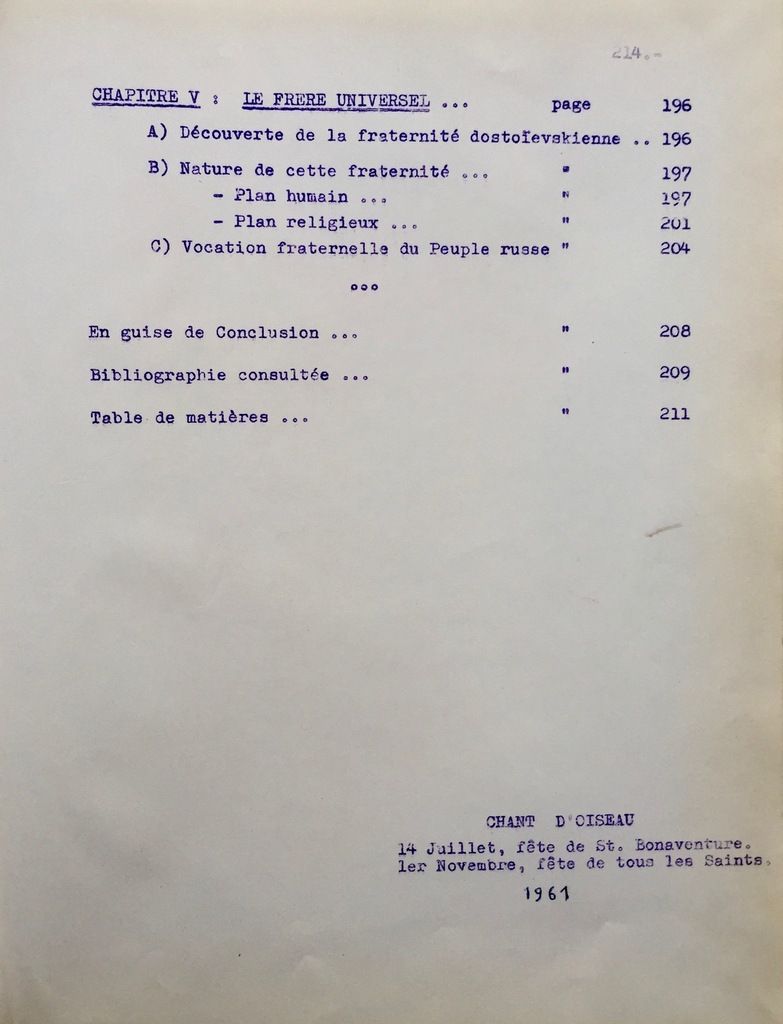 214.-
CHAPITRE V : LE FRERE UNIVERSEL ... page 196
A) Découverte de la fraternité dostoïevskienne .. 196
B) Nature de cette fraternité ... " 197
- Plan humain ... " 197
- Plan religieux ... " 201
C) Vocation fraternelle du Peuple russe " 204
ooo
En guise de Conclusion ... " 208
Bibliographie consultée ... " 209
Table de matières ... " 211
CHANT D'OISEAU
14 Juillet, fête de St. Bonaventure.
1er Novembre, fête de tous les Saints.
1961